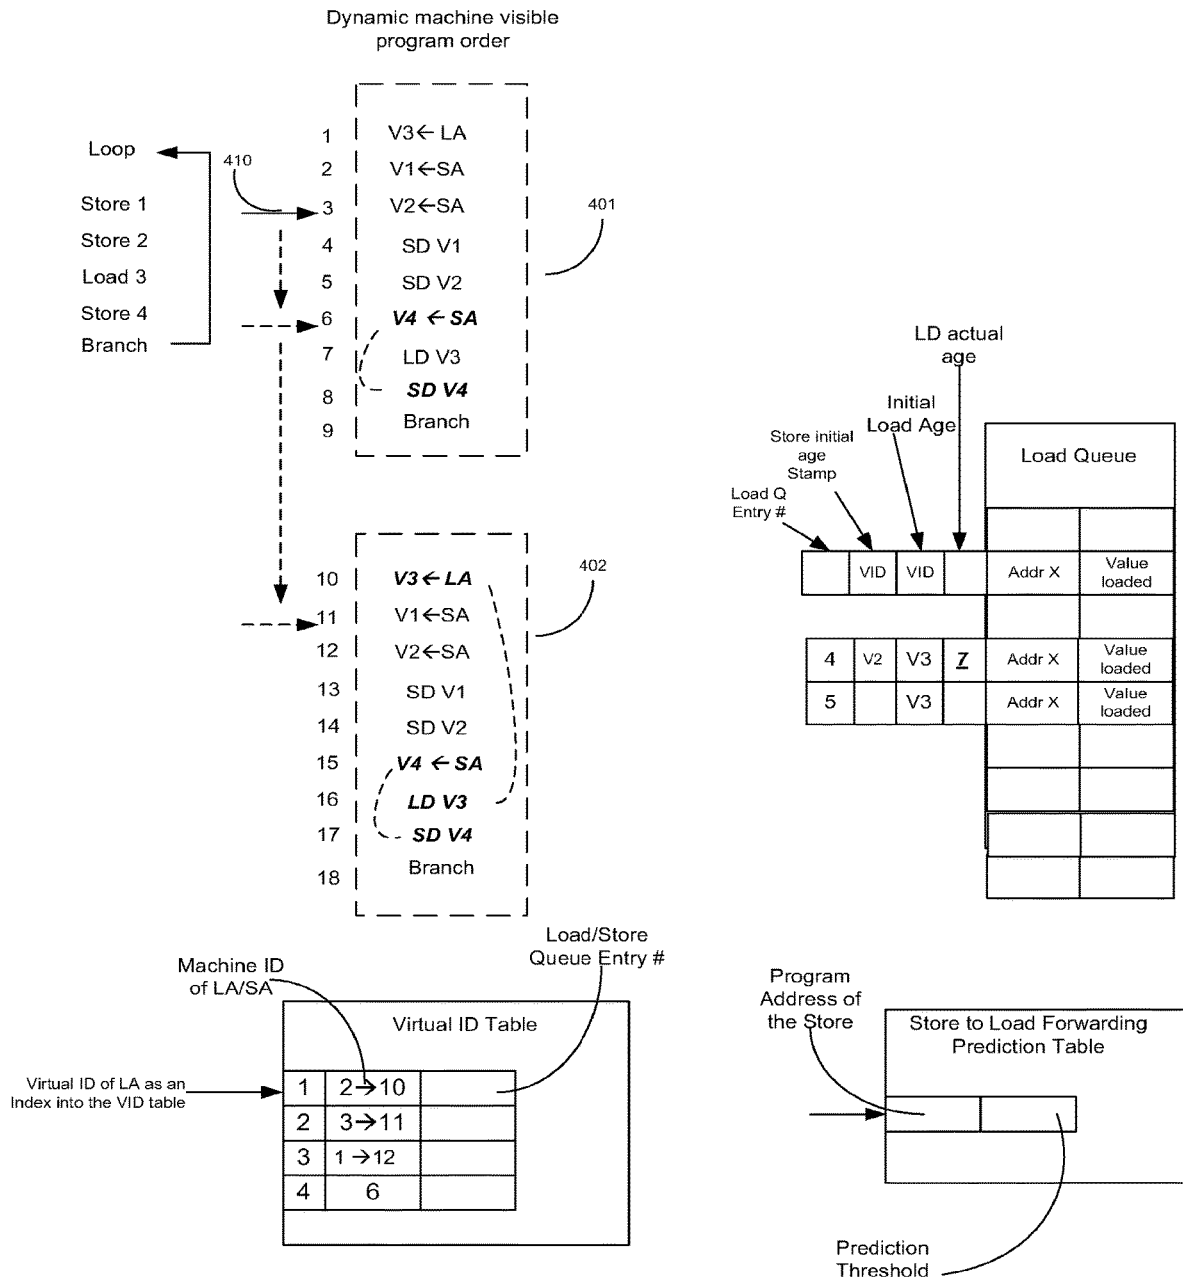 Dynamic machine visible
program order
Loop
Store 1
Store 2
Load 3
Store 4
Branch
410
1 V3←LA
2 V1←SA
3 V2←SA
4 SD V1
5 SD V2
6 V4 ←SA
7 LD V3
8 SD V4
9 Branch
401
10 V3←LA
11 V1←SA
12 V2←SA
13 SD V1
14 SD V2
15 V4 ←SA
16 LD V3
17 SD V4
18 Branch
402
LD actual
age
Initial
Load Age
Store initial
age
Stamp
Load Q
Entry #
Load Queue
VID VID Addr X Value
loaded
4 V2 V3 7 Addr X Value
loaded
5 V3 Addr X Value
loaded
Machine ID
of LA/SA
Load/Store
Queue Entry #
Virtual ID Table
Virtual ID of LA as an
Index into the VID table
1 2→10
2 3→11
3 1→12
4 6
Program
Address of
the Store
Store to Load Forwarding
Prediction Table
Prediction
Threshold